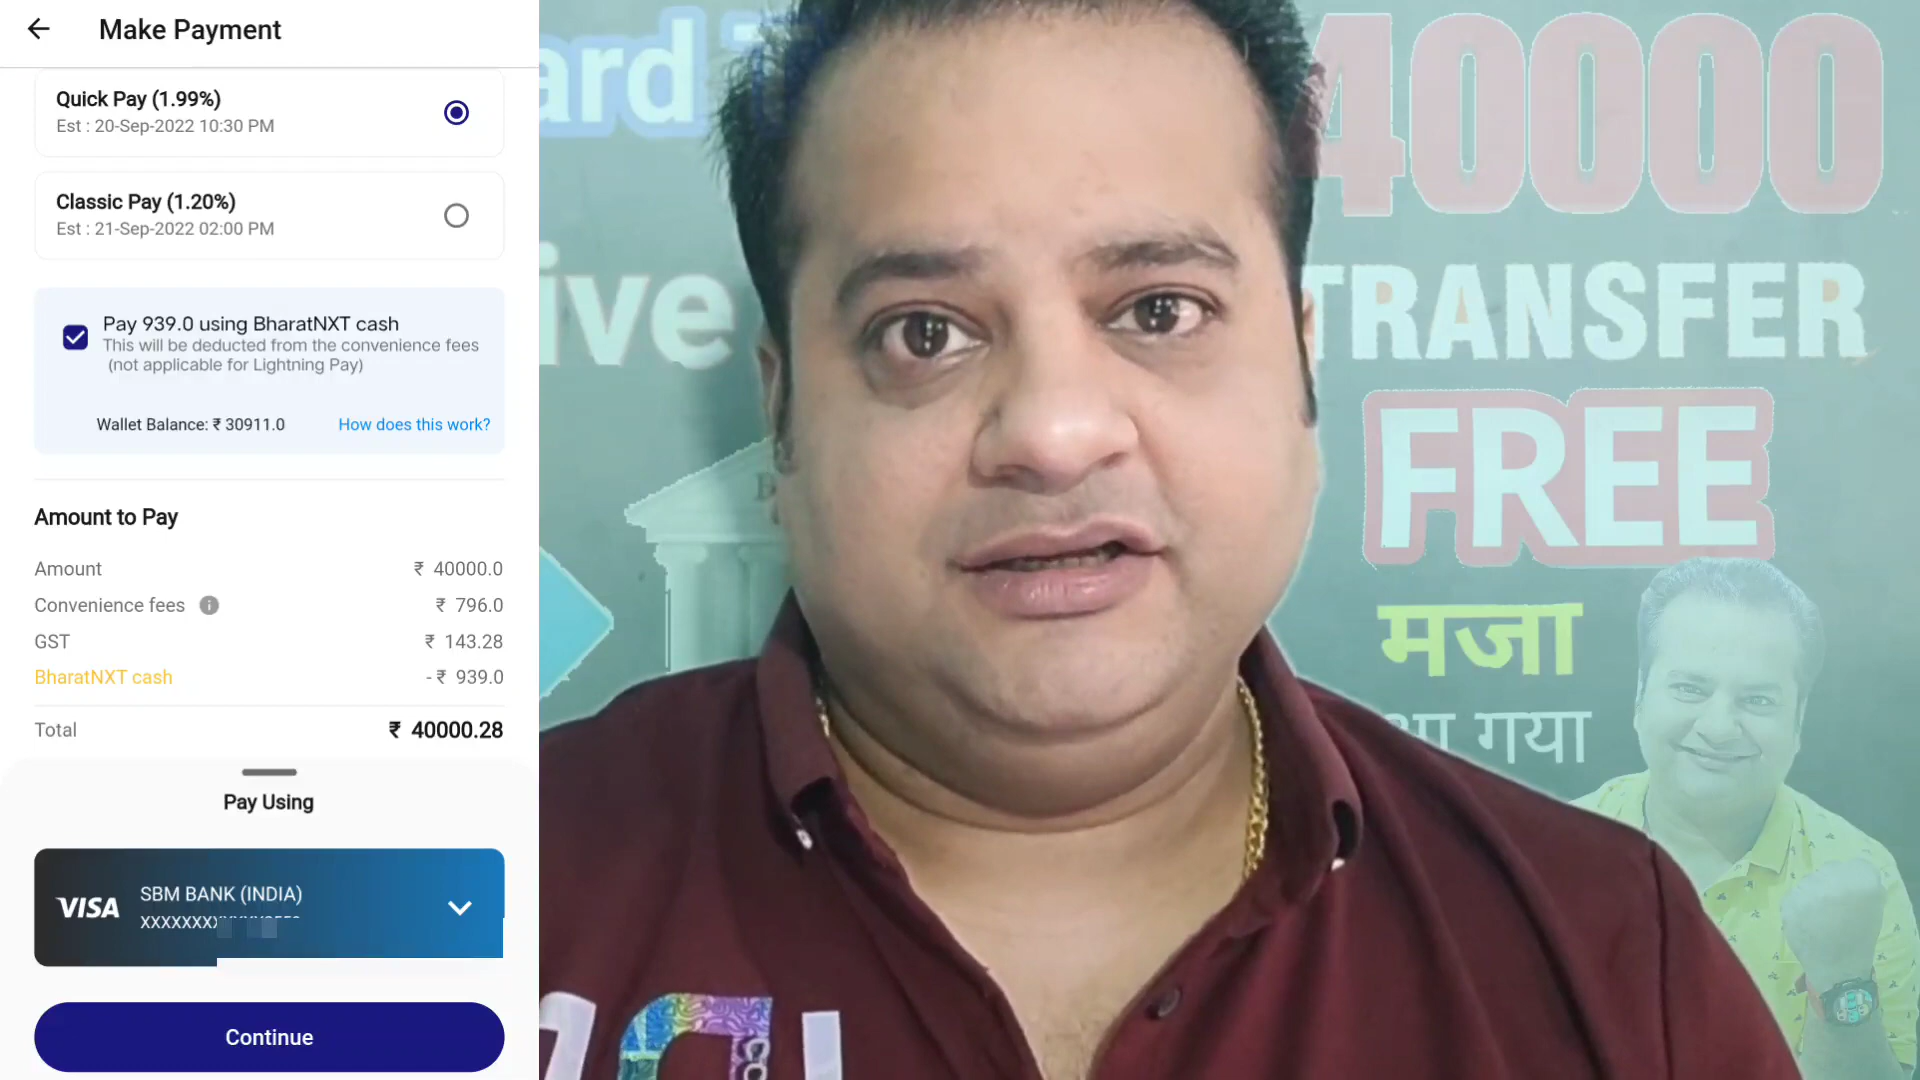 Make Payment
Quick Pay (1.99%)
Est : 20-Sep-2022 10:30 PM
Classic Pay (1.20%)
Est : 21-Sep-2022 02:00 PM
Pay 939.0 using BharatNXT cash
This will be deducted from the convenience fees
(not applicable for Lightning Pay)
Wallet Balance: ₹ 30911.0 How does this work?
Amount to Pay
Amount ₹ 40000.0
Convenience fees ₹ 796.0
GST ₹ 143.28
BharatNXT cash - ₹ 939.0
Total ₹ 40000.28
Pay Using
VISA
SBM BANK (INDIA)
Continue
40000
TRANSFER
FREE
मजा
गया